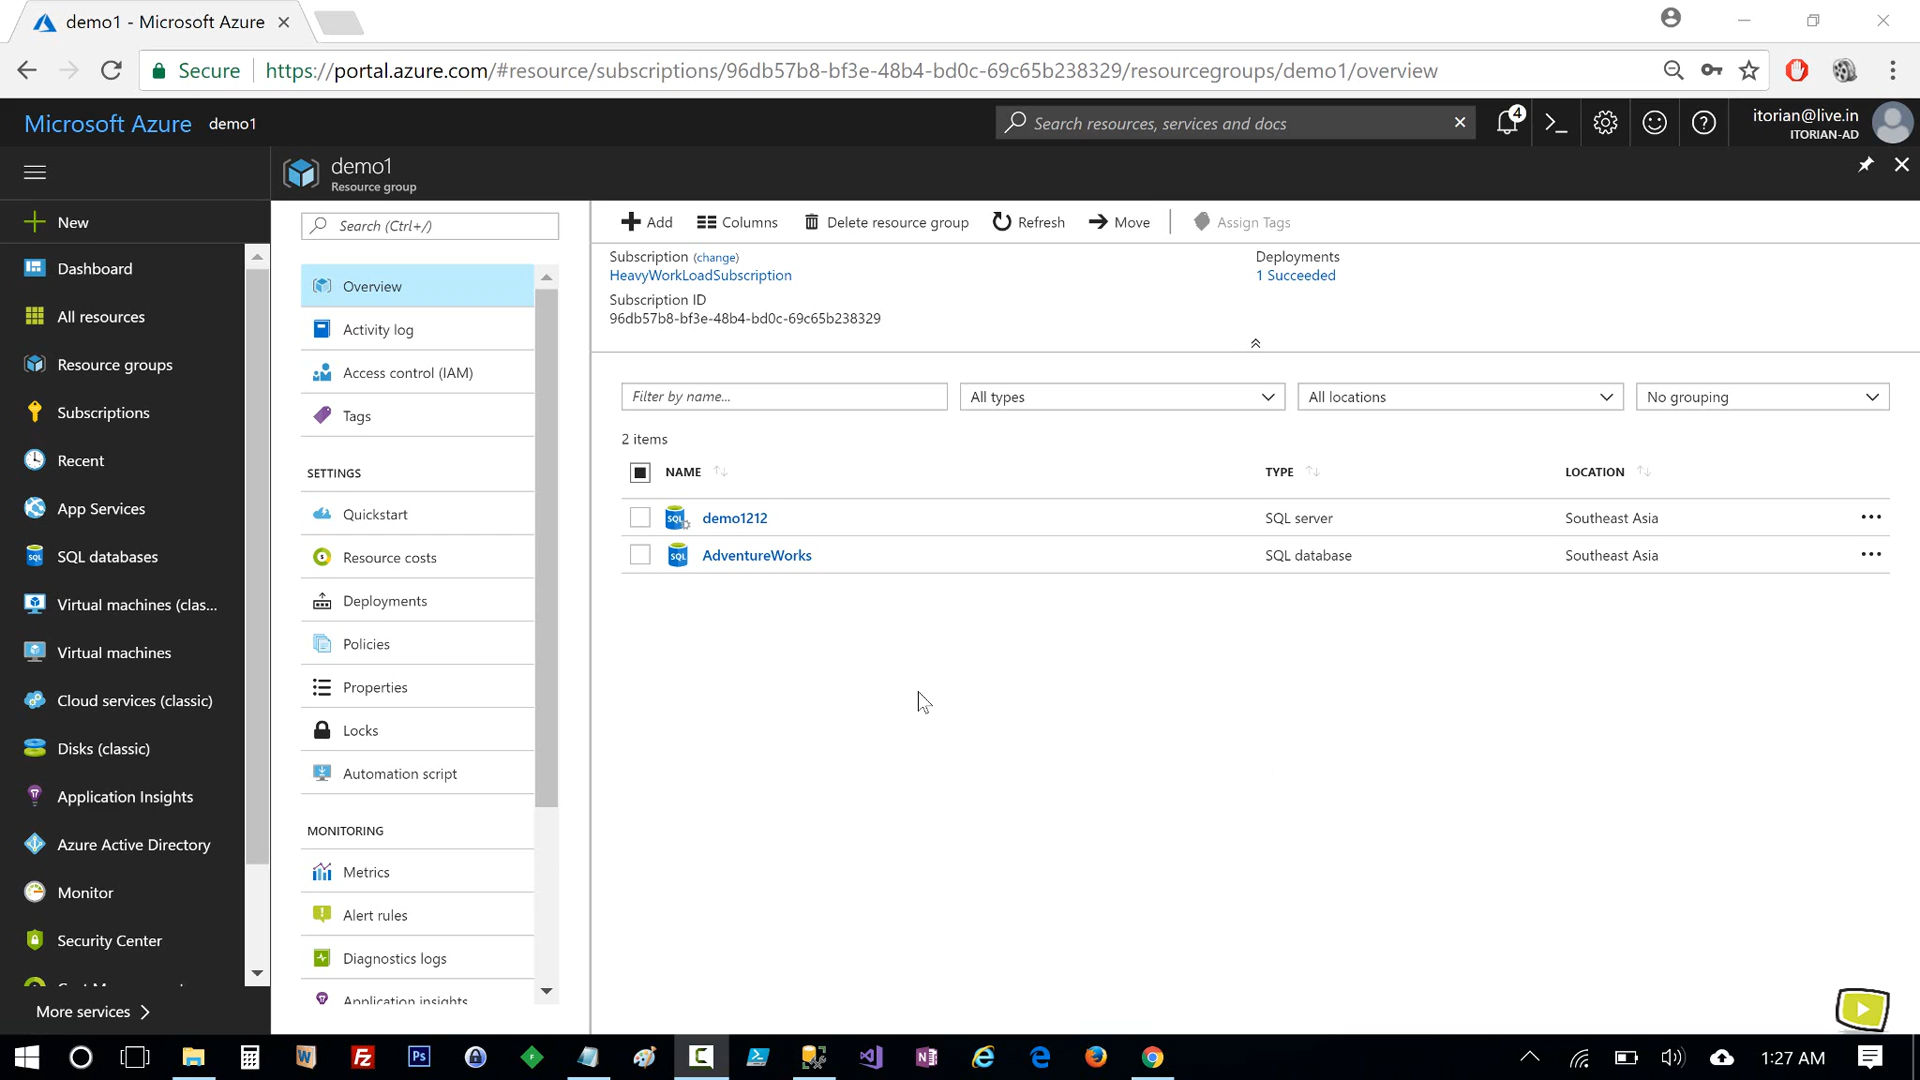 demo1 - Microsoft Azure
Secure
https://portal.azure.com/#resource/subscriptions/96db57b8-bf3e-48b4-bd0c-69c65b238329/resourcegroups/demo1/overview
Microsoft Azure
demo1
Search resources, services and docs
4
itorian@live.in
ITORIAN-AD
demo1
Resource group
New
Dashboard
All resources
Resource groups
Subscriptions
Recent
App Services
SQL databases
Virtual machines (clas...
Virtual machines
Cloud services (classic)
Disks (classic)
Application Insights
Azure Active Directory
Monitor
Security Center
More services
Search (Ctrl+/)
Overview
Activity log
Access control (IAM)
Tags
SETTINGS
Quickstart
Resource costs
Deployments
Policies
Properties
Locks
Automation script
MONITORING
Metrics
Alert rules
Diagnostics logs
Application insights
Add
Columns
Delete resource group
Refresh
Move
Assign Tags
Subscription (change)
HeavyWorkLoadSubscription
Subscription ID
96db57b8-bf3e-48b4-bd0c-69c65b238329
Deployments
1 Succeeded
Filter by name...
All types
All locations
No grouping
2 items
NAME
TYPE
LOCATION
demo1212
SQL server
Southeast Asia
AdventureWorks
SQL database
Southeast Asia
1:27 AM